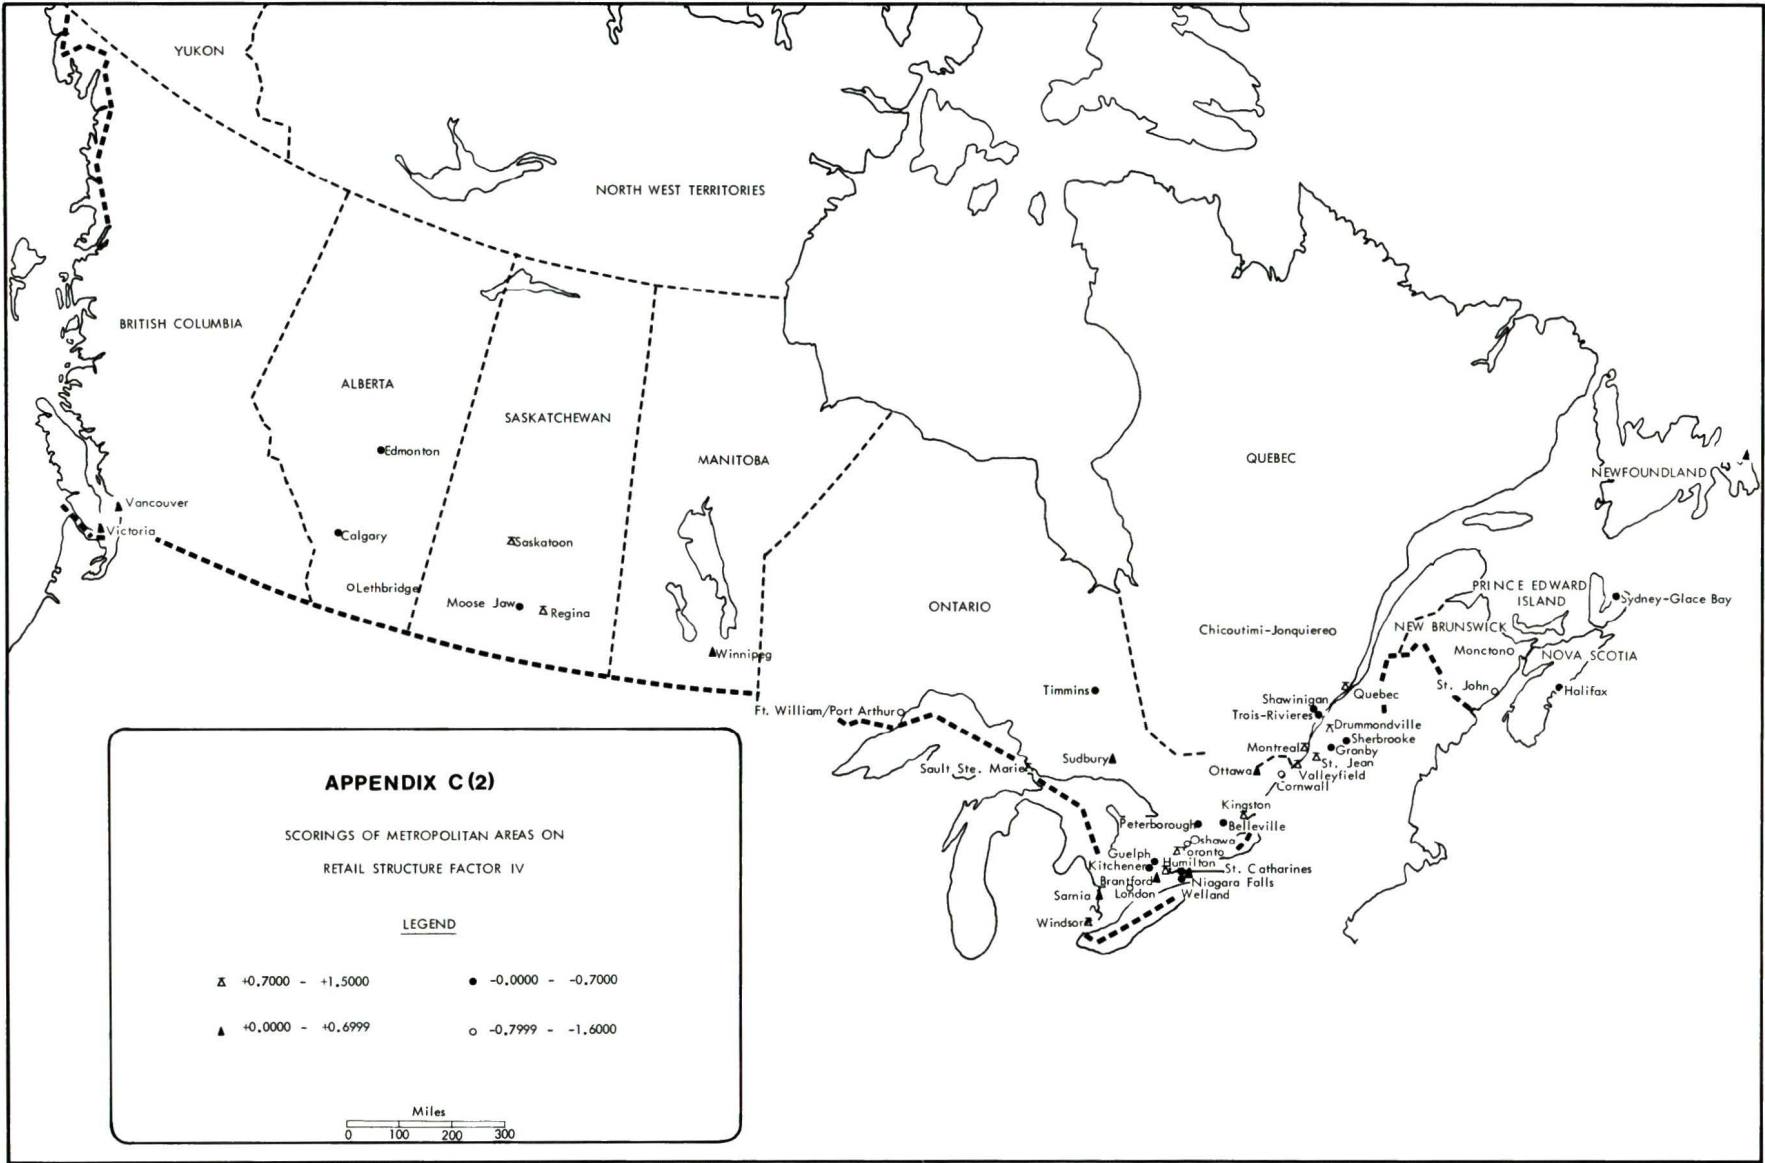 YUKON
NORTH WEST TERRITORIES
BRITISH COLUMBIA
ALBERTA
SASKATCHEWAN
MANITOBA
QUEBEC
NEWFOUNDLAND
Edmonton
Vancouver
Victoria
Calgary
Saskatoon
Lethbridge
Moose Jaw
Regina
Winnipeg
ONTARIO
PRINCE EDWARD
ISLAND
Sydney-Glace Bay
NEW BRUNSWICK
Chicoutimi-Jonquiere
Moncton
NOVA SCOTIA
Timmins
St. John
Halifax
Quebec
Shawinigan
Ft. William/Port Arthur
Trois-Rivieres
Drummondville
Sherbrooke
Montreal
Granby
Sudbury
St. Jean
Sault Ste. Marie
Ottawa
Valleyfield
Cornwall
Kingston
Peterborough
Belleville
Oshawa
Toronto
Guelph
Kitchener
Humilton
St. Catharines
Brantford
Niagara Falls
Sarnia
London
Welland
Windsor
APPENDIX C(2)
SCORINGS OF METROPOLITAN AREAS ON
RETAIL STRUCTURE FACTOR IV
LEGEND
+0.7000 - +1.5000
-0.0000 - -0.7000
+0.0000 - +0.6999
-0.7999 - -1.6000
Miles
0 100 200 300